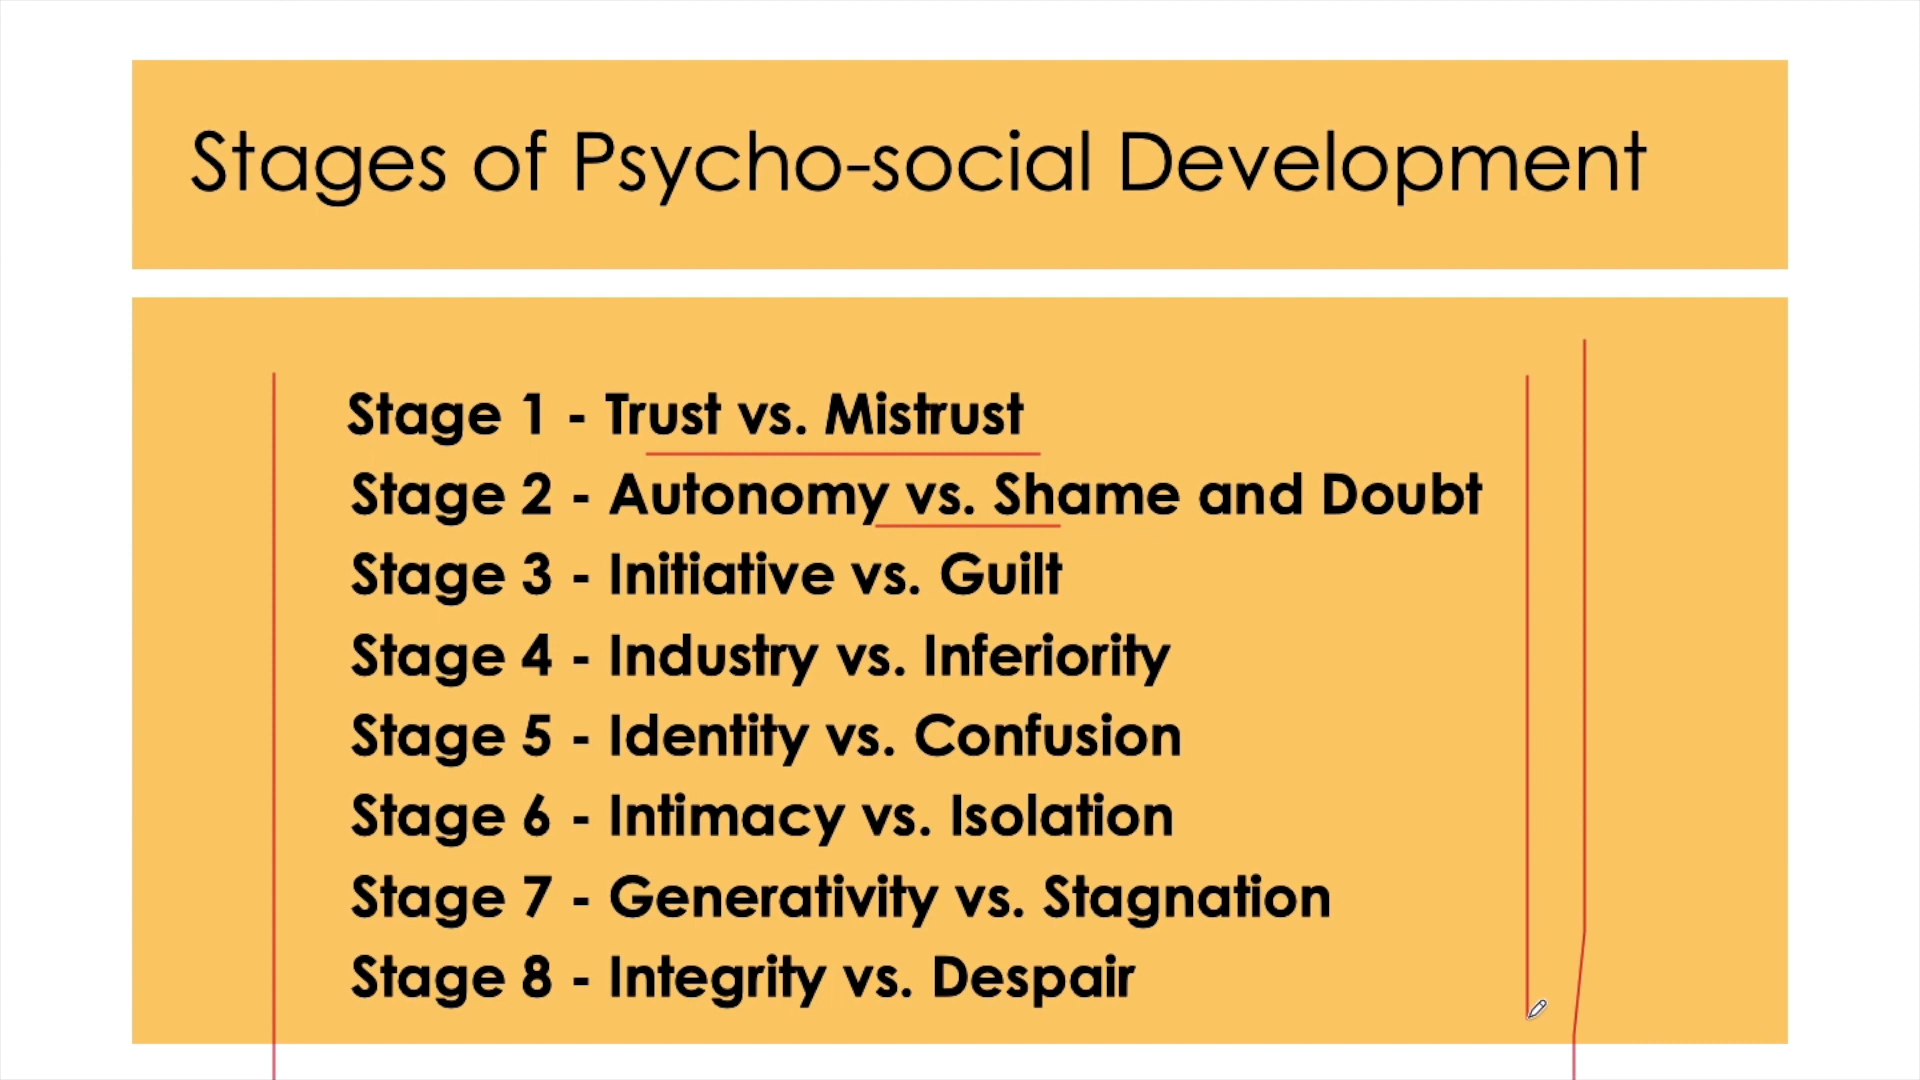 Stages of Psycho-social Development
Stage 1 - Trust vs. Mistrust
Stage 2 - Autonomy vs. Shame and Doubt
Stage 3 - Initiative vs. Guilt
Stage 4 - Industry vs. Inferiority
Stage 5 - Identity vs. Confusion
Stage 6 - Intimacy vs. Isolation
Stage 7 - Generativity vs. Stagnation
Stage 8 - Integrity vs. Despair